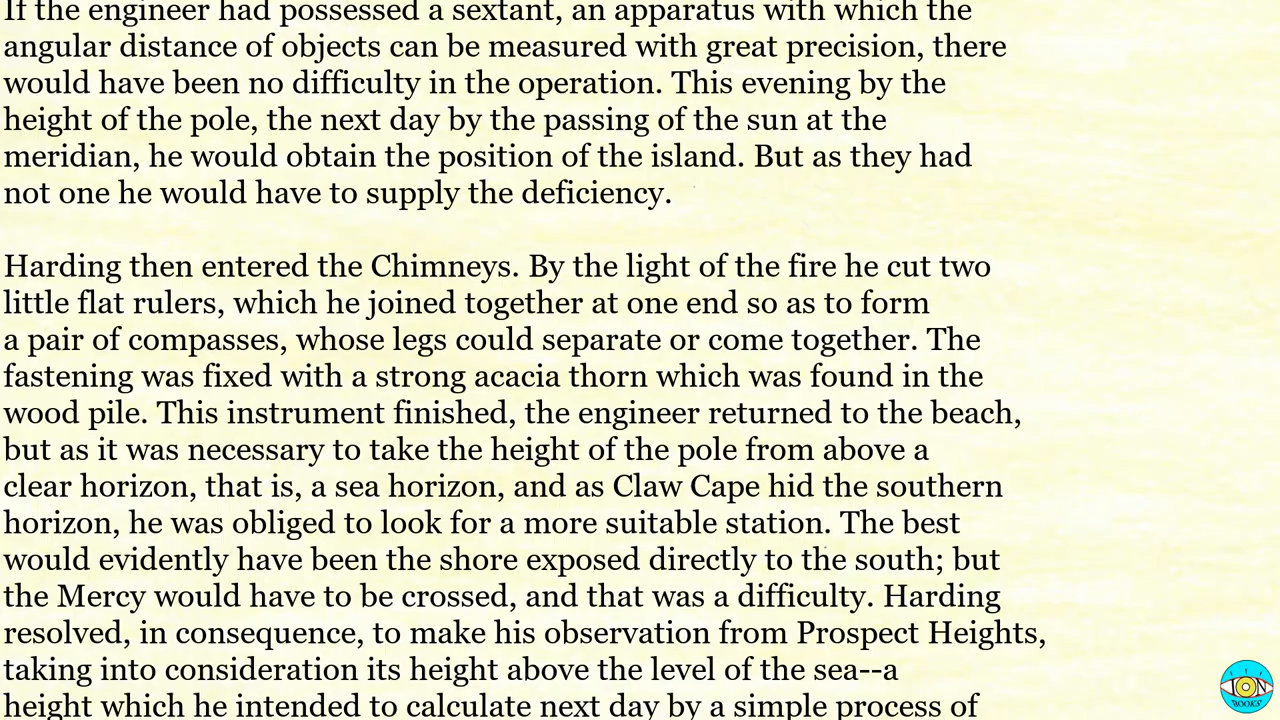 If the engineer had possessed a sextant, an apparatus with which the
angular distance of objects can be measured with great precision, there
would have been no difficulty in the operation. This evening by the
height of the pole, the next day by the passing of the sun at the
meridian, he would obtain the position of the island. But as they had
not one he would have to supply the deficiency.
Harding then entered the Chimneys. By the light of the fire he cut two
little flat rulers, which he joined together at one end so as to form
a pair of compasses, whose legs could separate or come together. The
fastening was fixed with a strong acacia thorn which was found in the
wood pile. This instrument finished, the engineer returned to the beach,
but as it was necessary to take the height of the pole from above a
clear horizon, that is, a sea horizon, and as Claw Cape hid the southern
horizon, he was obliged to look for a more suitable station. The best
would evidently have been the shore exposed directly to the south; but
the Mercy would have to be crossed, and that was a difficulty. Harding
resolved, in consequence, to make his observation from Prospect Heights,
taking into consideration its height above the level of the sea--a
height which he intended to calculate next day by a simple process of
ION
BOOKS